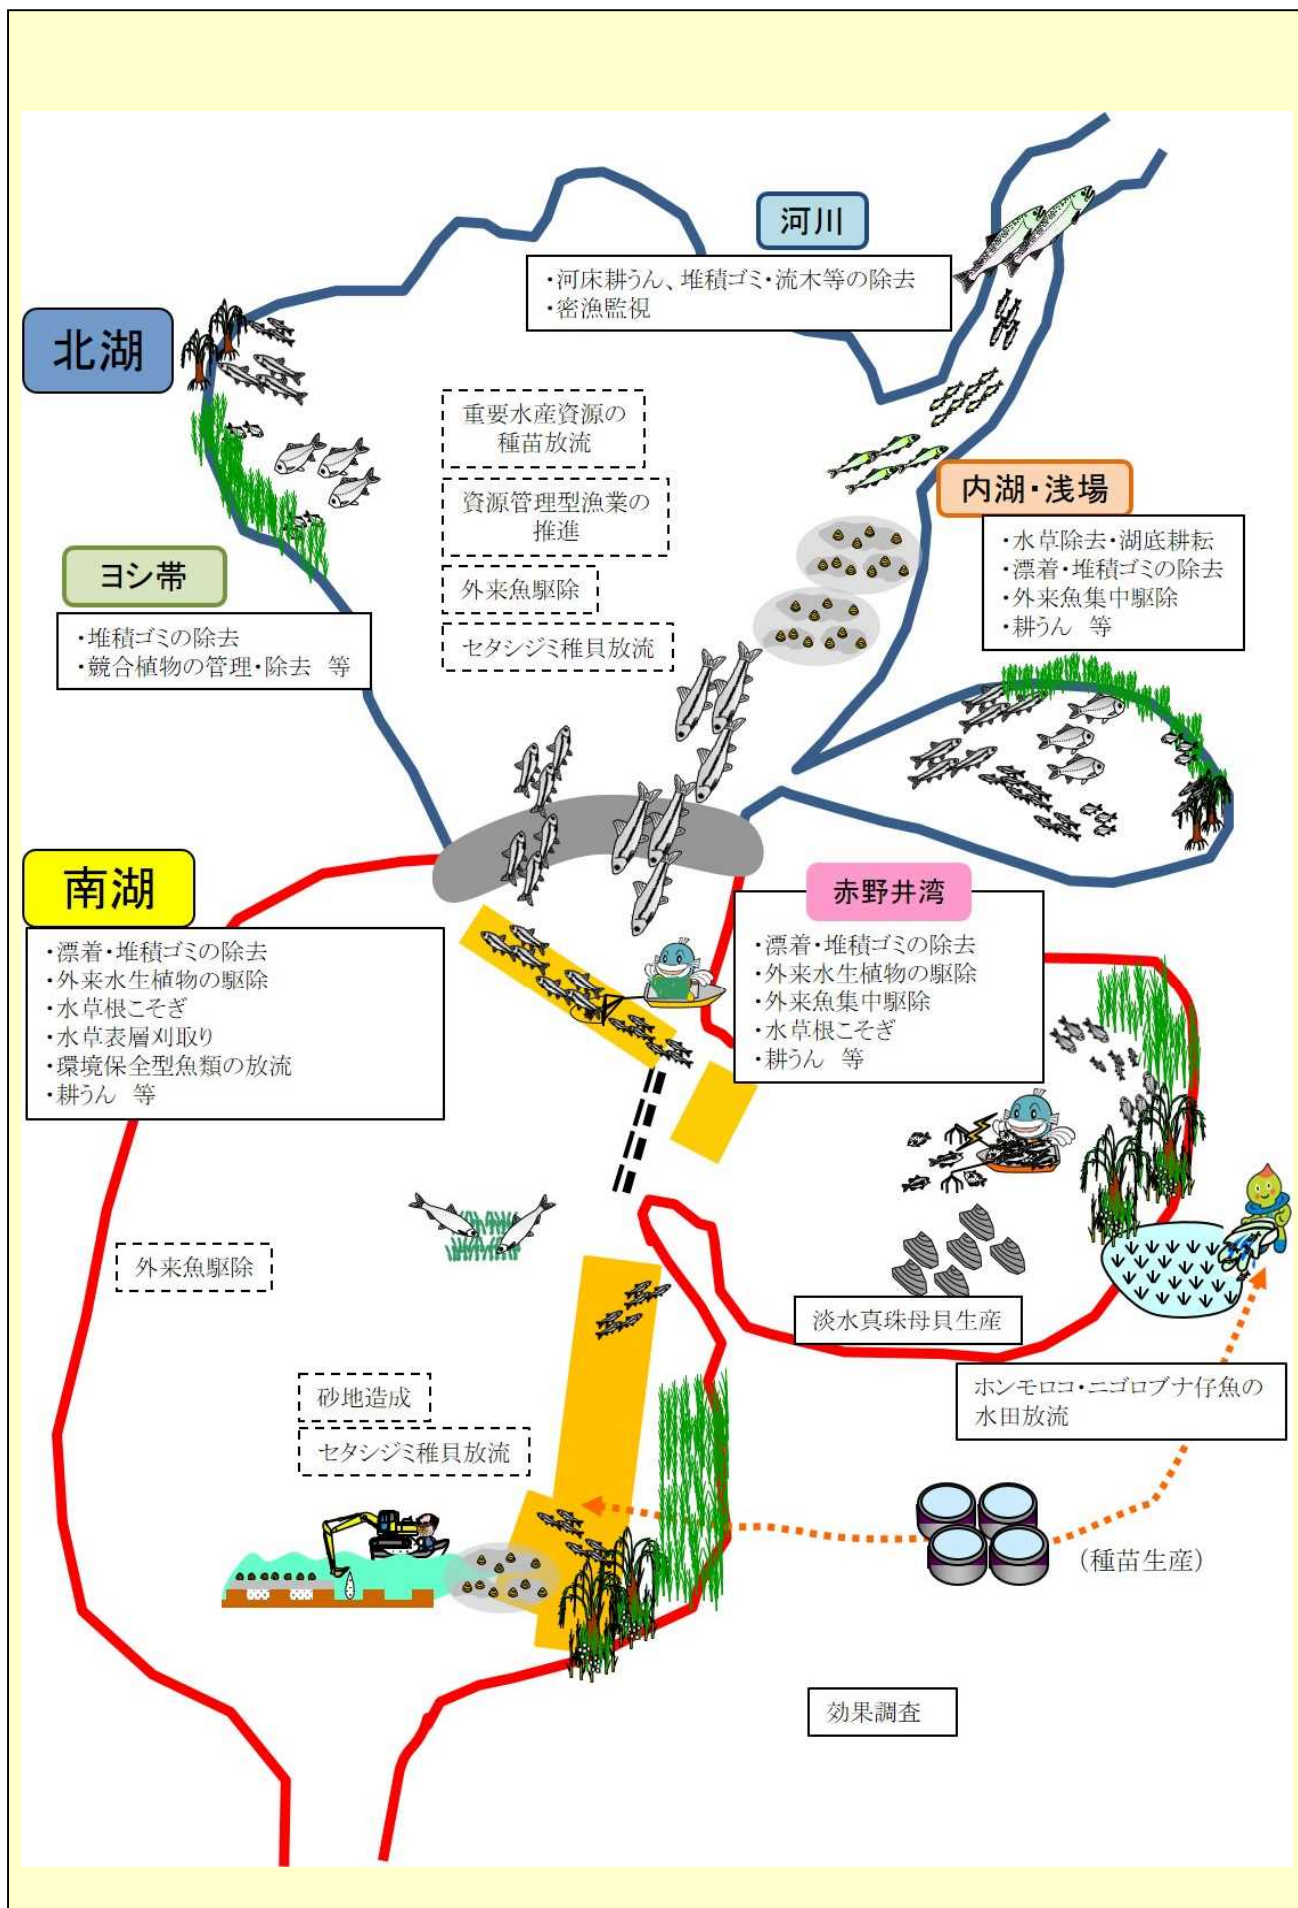 河川
・河床耕うん、堆積ゴミ・流木等の除去
・密漁監視
北湖
重要水産資源の
種苗放流
資源管理型漁業の
推進
外来魚駆除
セタシジミ稚貝放流
内湖・浅場
・水草除去・湖底耕耘
・漂着・堆積ゴミの除去
・外来魚集中駆除
・耕うん 等
ヨシ帯
・堆積ゴミの除去
・競合植物の管理・除去 等
南湖
・漂着・堆積ゴミの除去
・外来水生植物の駆除
・水草根こそぎ
・水草表層刈取り
・環境保全型魚類の放流
・耕うん 等
赤野井湾
・漂着・堆積ゴミの除去
・外来水生植物の駆除
・外来魚集中駆除
・水草根こそぎ
・耕うん 等
外来魚駆除
淡水真珠母貝生産
ホンモロコ・ニゴロブナ仔魚の
水田放流
砂地造成
セタシジミ稚貝放流
(種苗生産)
効果調査